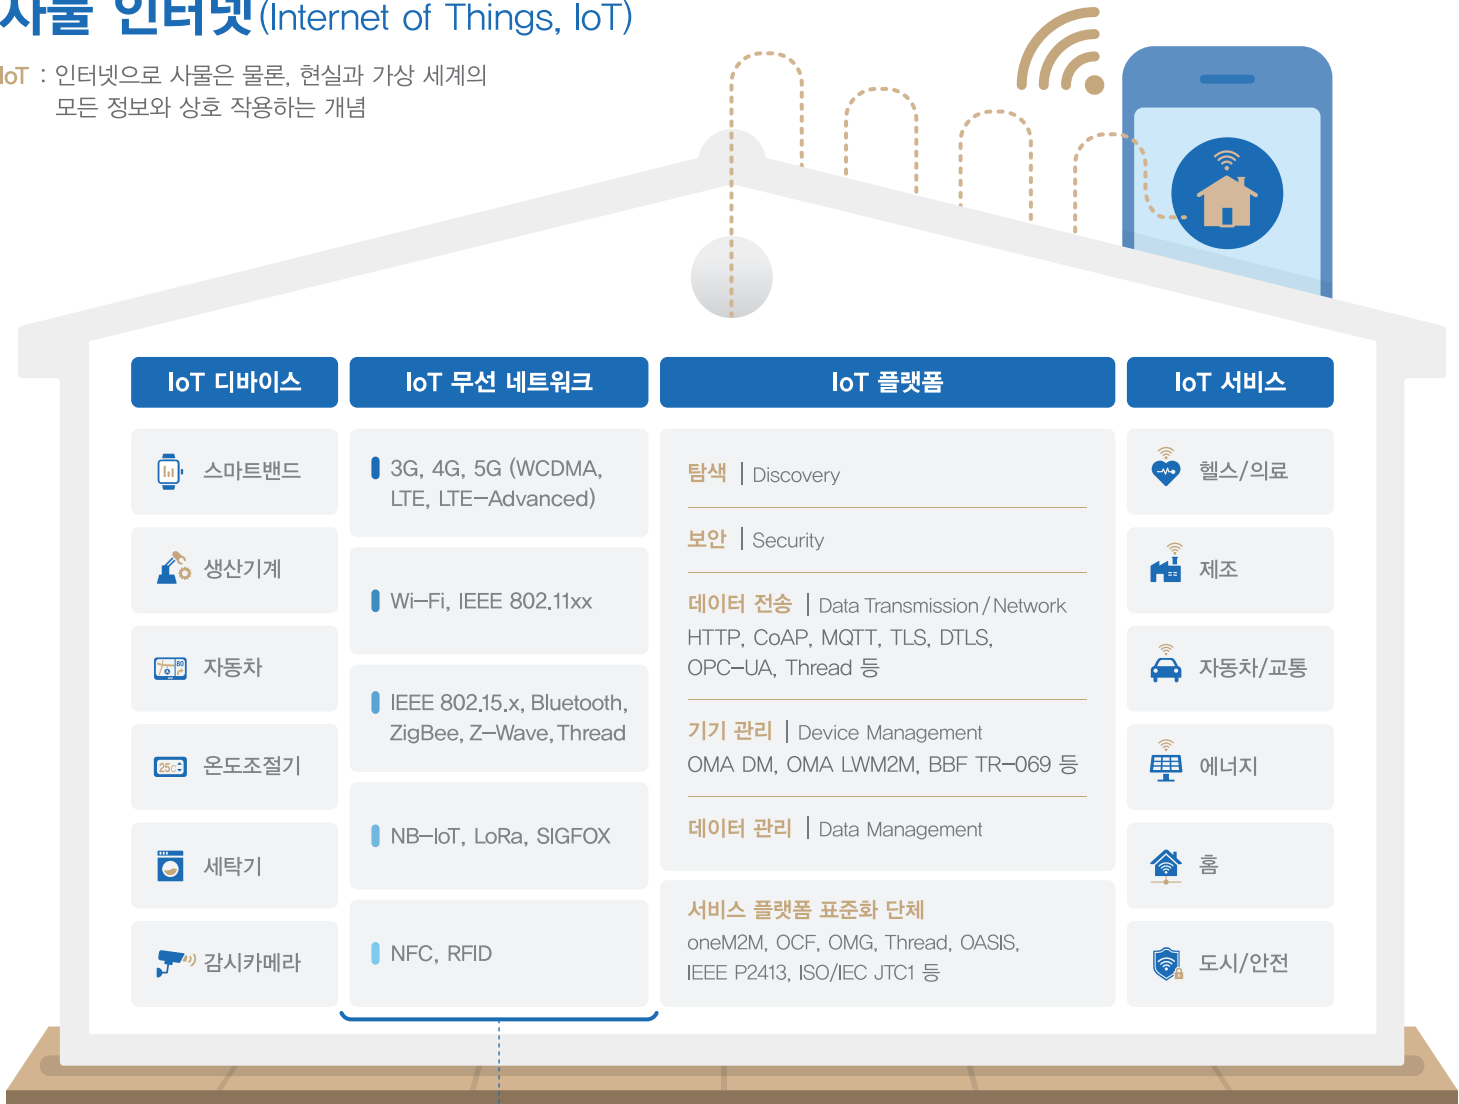 사물 인터넷(Internet of Things, IoT)
IoT : 인터넷으로 사물은 물론, 현실과 가상 세계의
모든 정보와 상호 작용하는 개념
IoT 디바이스
스마트밴드
생산기계
80
자동차
25c
온도조절기
세탁기
감시카메라
IoT 무선 네트워크
3G, 4G, 5G (WCDMA,
LTE, LTE-Advanced)
Wi-Fi, IEEE 802.11xx
IEEE 802.15.x, Bluetooth,
ZigBee, Z-Wave, Thread
NB-IoT, LoRa, SIGFOX
NFC, RFID
IoT 플랫폼
탐색 | Discovery
보안 | Security
데이터 전송 | Data Transmission/Network
HTTP, CoAP, MQTT, TLS, DTLS,
OPC-UA, Thread 등
기기 관리 | Device Management
OMA DM, OMA LWM2M, BBF TR-069 등
데이터 관리 | Data Management
서비스 플랫폼 표준화 단체
oneM2M, OCF, OMG, Thread, OASIS,
IEEE P2413, ISO/IEC JTC1 등
IoT 서비스
헬스/의료
제조
자동차/교통
에너지
홈
도시/안전